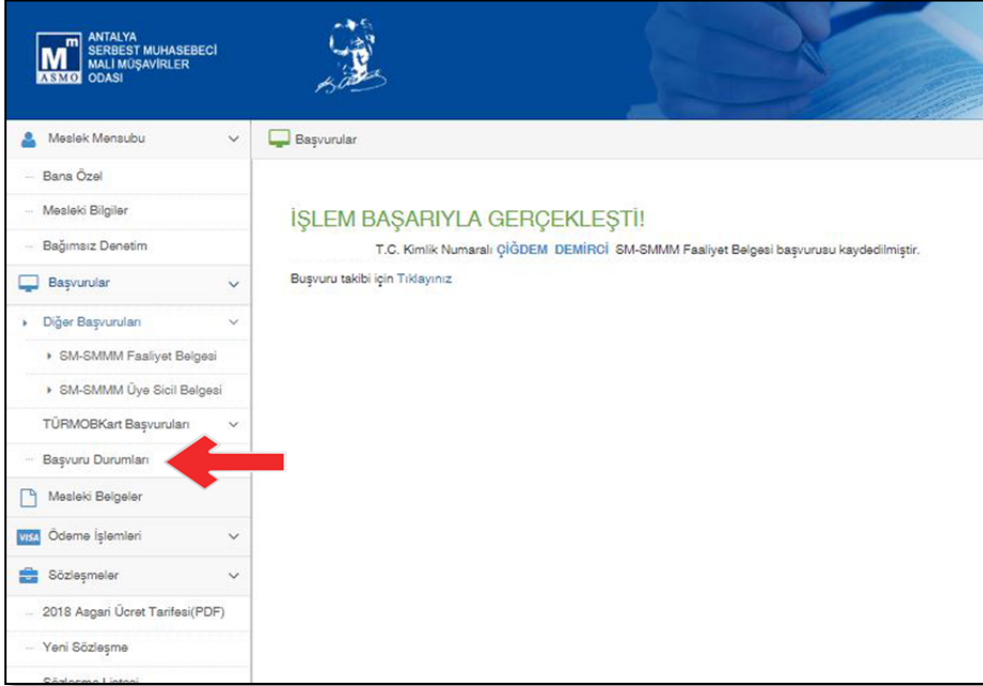 ANTALYA
SERBEST MUHASEBECİ
MALİ MÜŞAVİRLER
ODASI
ASMO
Meslek Mensubu
Başvurular
Bana Özel
Mesleki Bilgiler
Bağımsız Denetim
Başvurular
Diğer Başvuruları
SM-SMMM Faaliyet Belgesi
SM-SMMM Üye Sicil Belgesi
TÜRMOBKart Başvuruları
Başvuru Durumları
Mesleki Belgeler
VISA Ödeme İşlemleri
Sözleşmeler
2018 Asgari Ücret Tarifesi(PDF)
Yeni Sözleşme
Sözleşme Listesi
İŞLEM BAŞARIYLA GERÇEKLEŞTİ!
T.C. Kimlik Numaralı ÇİĞDEM DEMİRCİ SM-SMMM Faaliyet Belgesi başvurusu kaydedilmiştir.
Buşvuru takibi için Tıklayınız